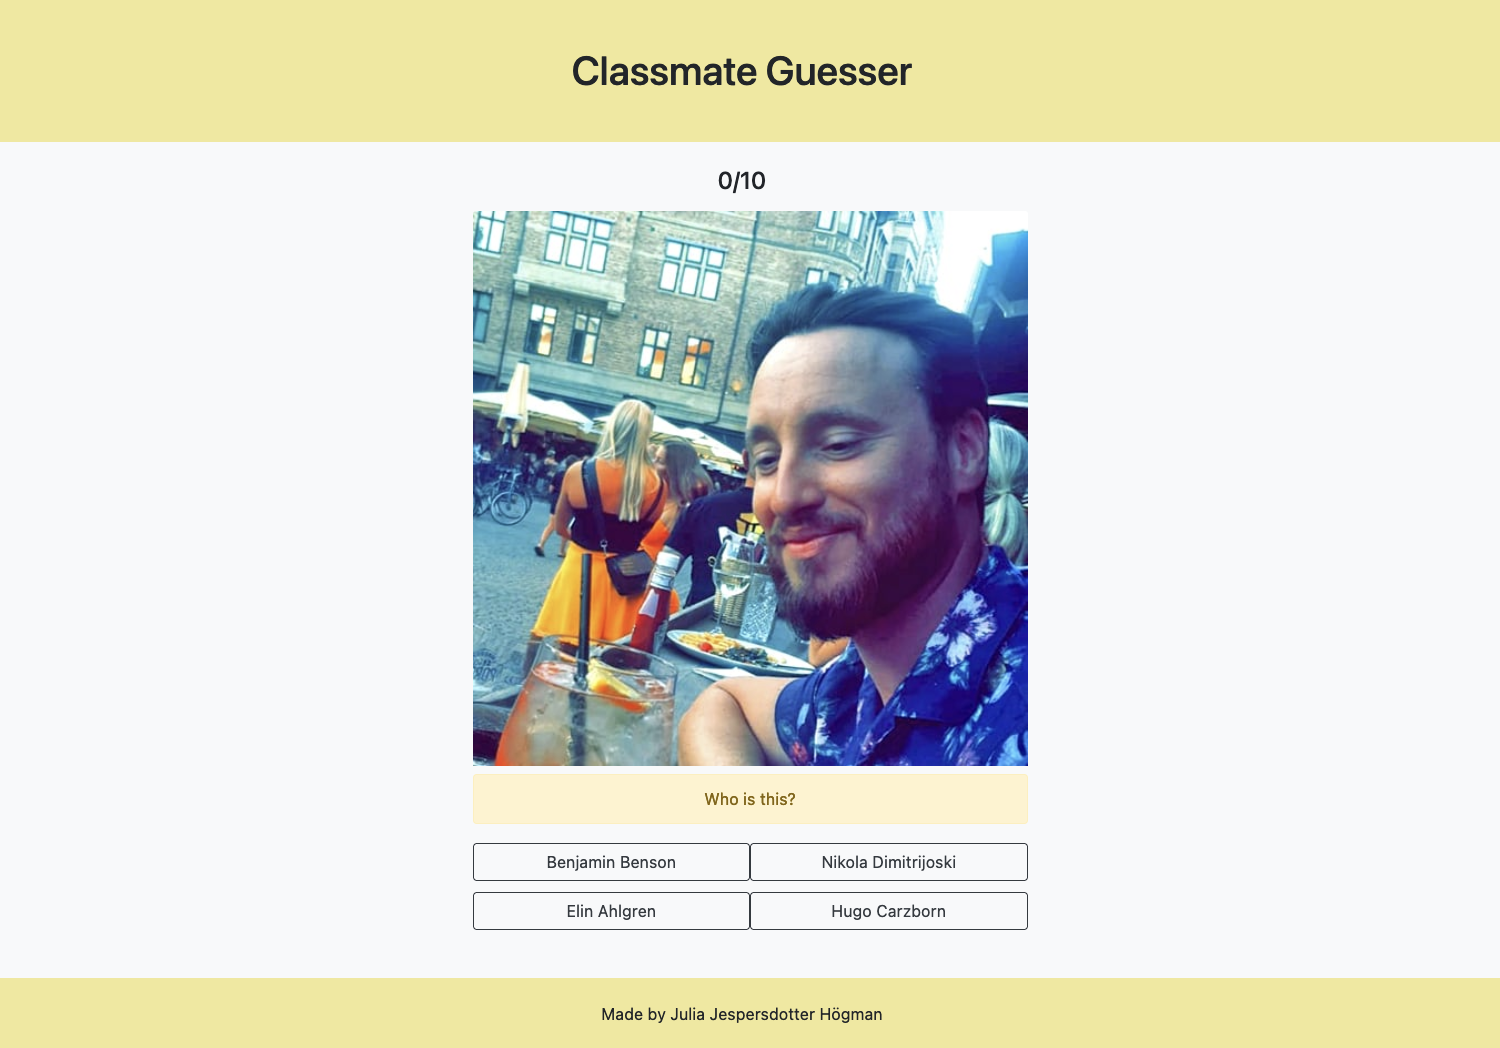 Classmate Guesser
0/10
Who is this?
Benjamin Benson
Nikola Dimitrijoski
Elin Ahlgren
Hugo Carzborn
Made by Julia Jespersdotter Högman